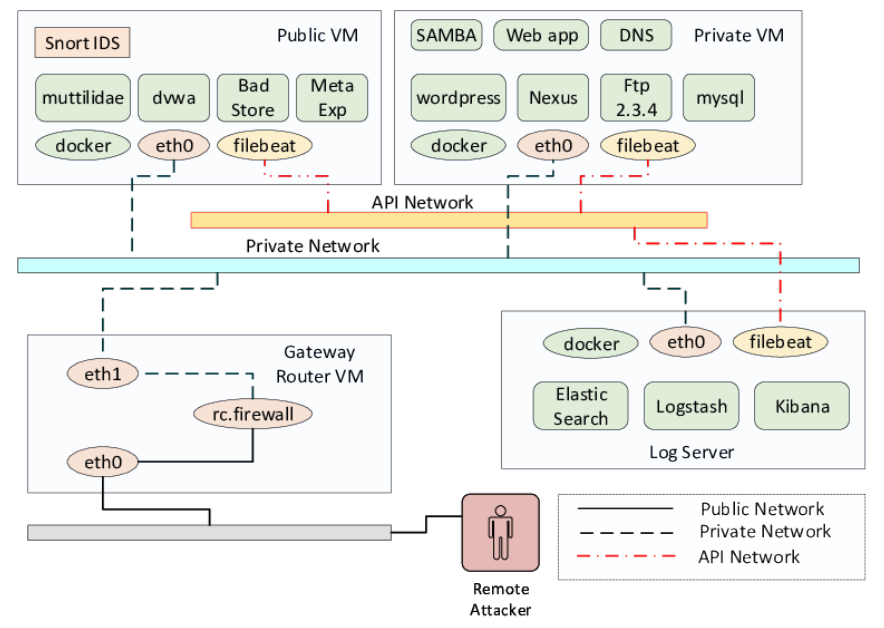 Public VM
Snort IDS
muttilidae
dvwa
Bad
Store
Meta
Exp
docker
eth0
filebeat
Private VM
SAMBA
Web app
DNS
wordpress
Nexus
Ftp
2.3.4
mysql
docker
eth0
filebeat
API Network
Private Network
Gateway
Router VM
eth1
rc.firewall
eth0
docker
eth0
filebeat
Elastic
Search
Logstash
Kibana
Log Server
Remote
Attacker
Public Network
Private Network
API Network